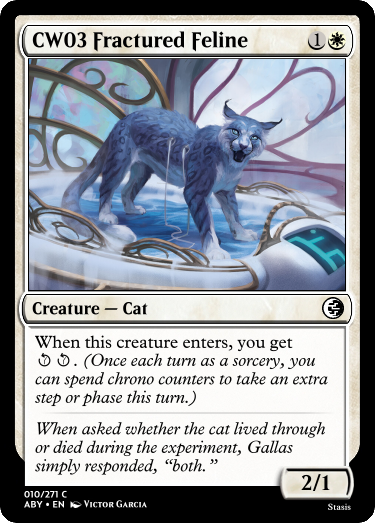 CW03 Fractured Feline 1
Creature — Cat
When this creature enters, you get
. (Once each turn as a sorcery, you
can spend chrono counters to take an extra
step or phase this turn.)
When asked whether the cat lived through
or died during the experiment, Gallas
simply responded, “both.”
2/1
010/271 C
ABY • EN VICTOR GARCIA
Stasis